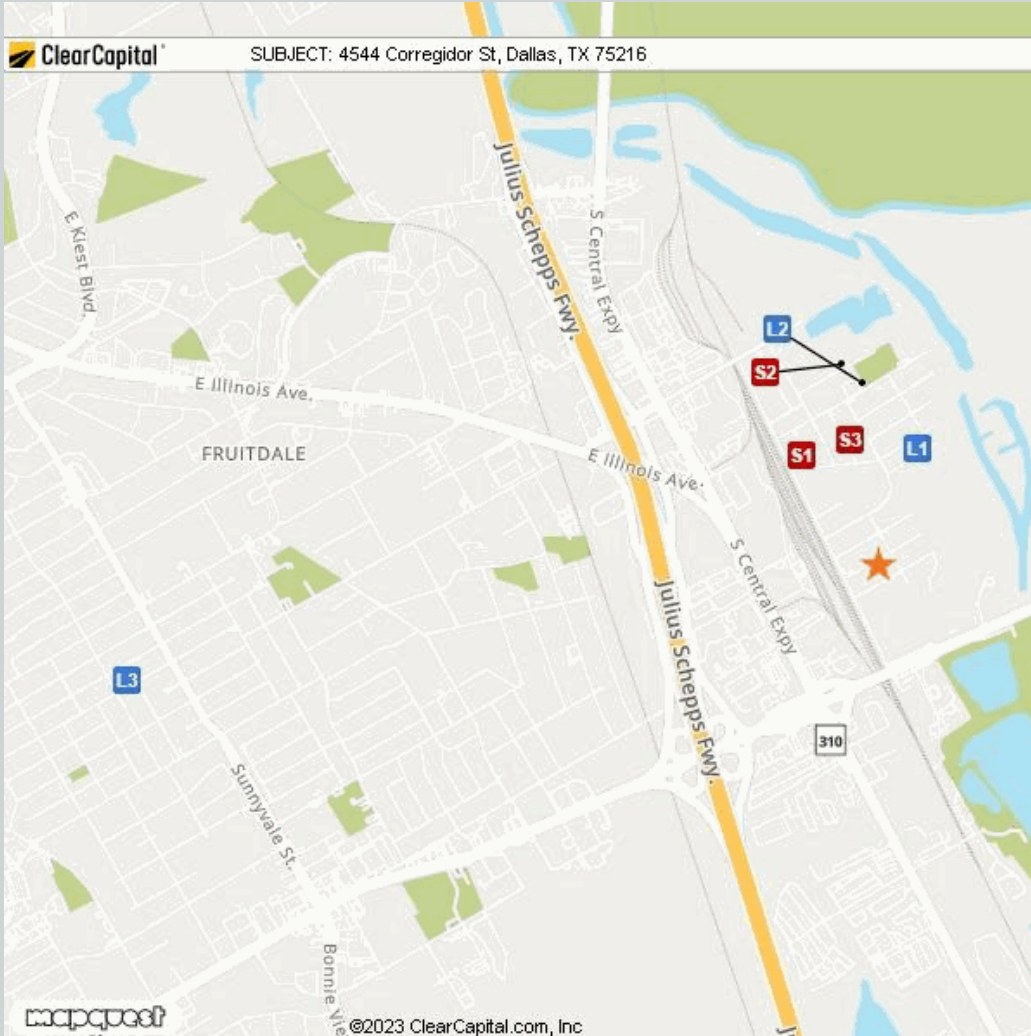 ClearCapital
SUBJECT: 4544 Corregidor St, Dallas, TX 75216
Julius Schepps Fwy.
S Central Expy
E Kiest Blvd.
L2
S2
E Illinois Ave.
S3
L1
S1
FRUITDALE
E Illinois Ave.
S Central Expy
Julius Schepps Fwy.
L3
310
Sunnyvale St.
Bonnie Vie
mapquest
©2023 ClearCapital.com, Inc